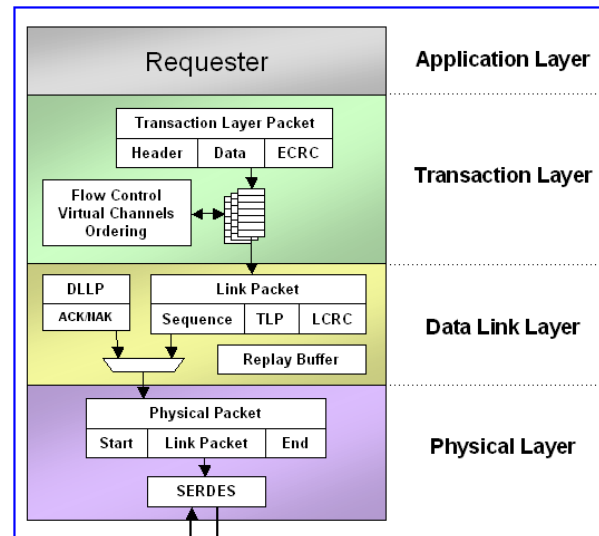 Requester
Application Layer
Transaction Layer Packet
Header Data ECRC
Flow Control
Virtual Channels
Ordering
Transaction Layer
DLLP
ACK/NAK
Link Packet
Sequence TLP LCRC
Replay Buffer
Data Link Layer
Physical Packet
Start Link Packet End
SERDES
Physical Layer